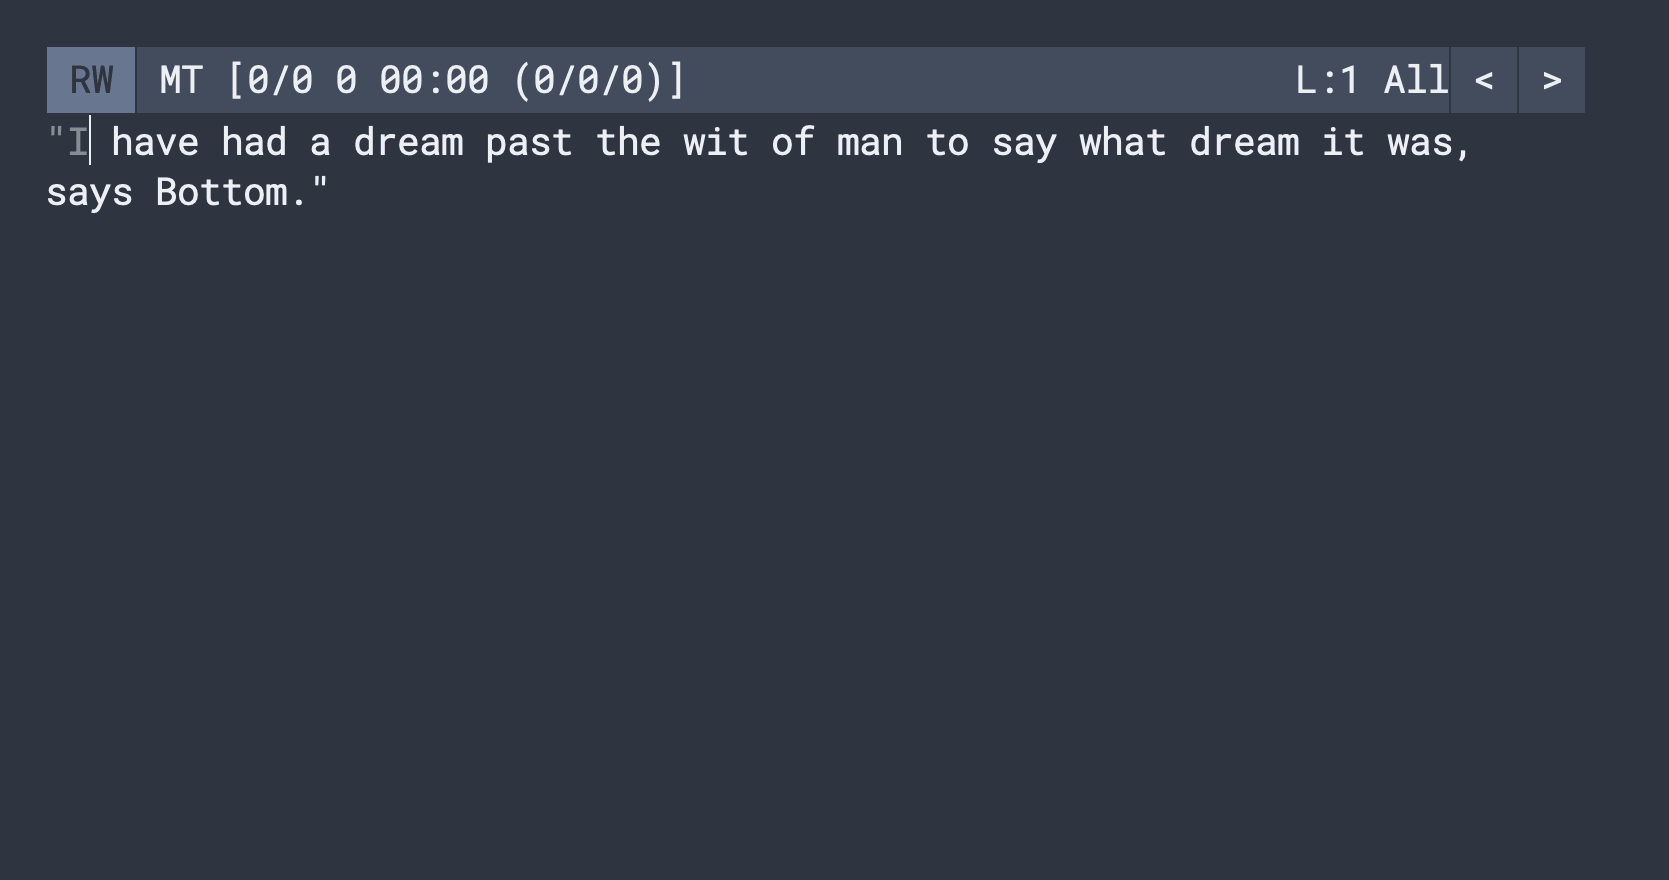 RW MT [0/0 0 00:00 (0/0/0)] L:1 All < >
"I have had a dream past the wit of man to say what dream it was,
says Bottom."